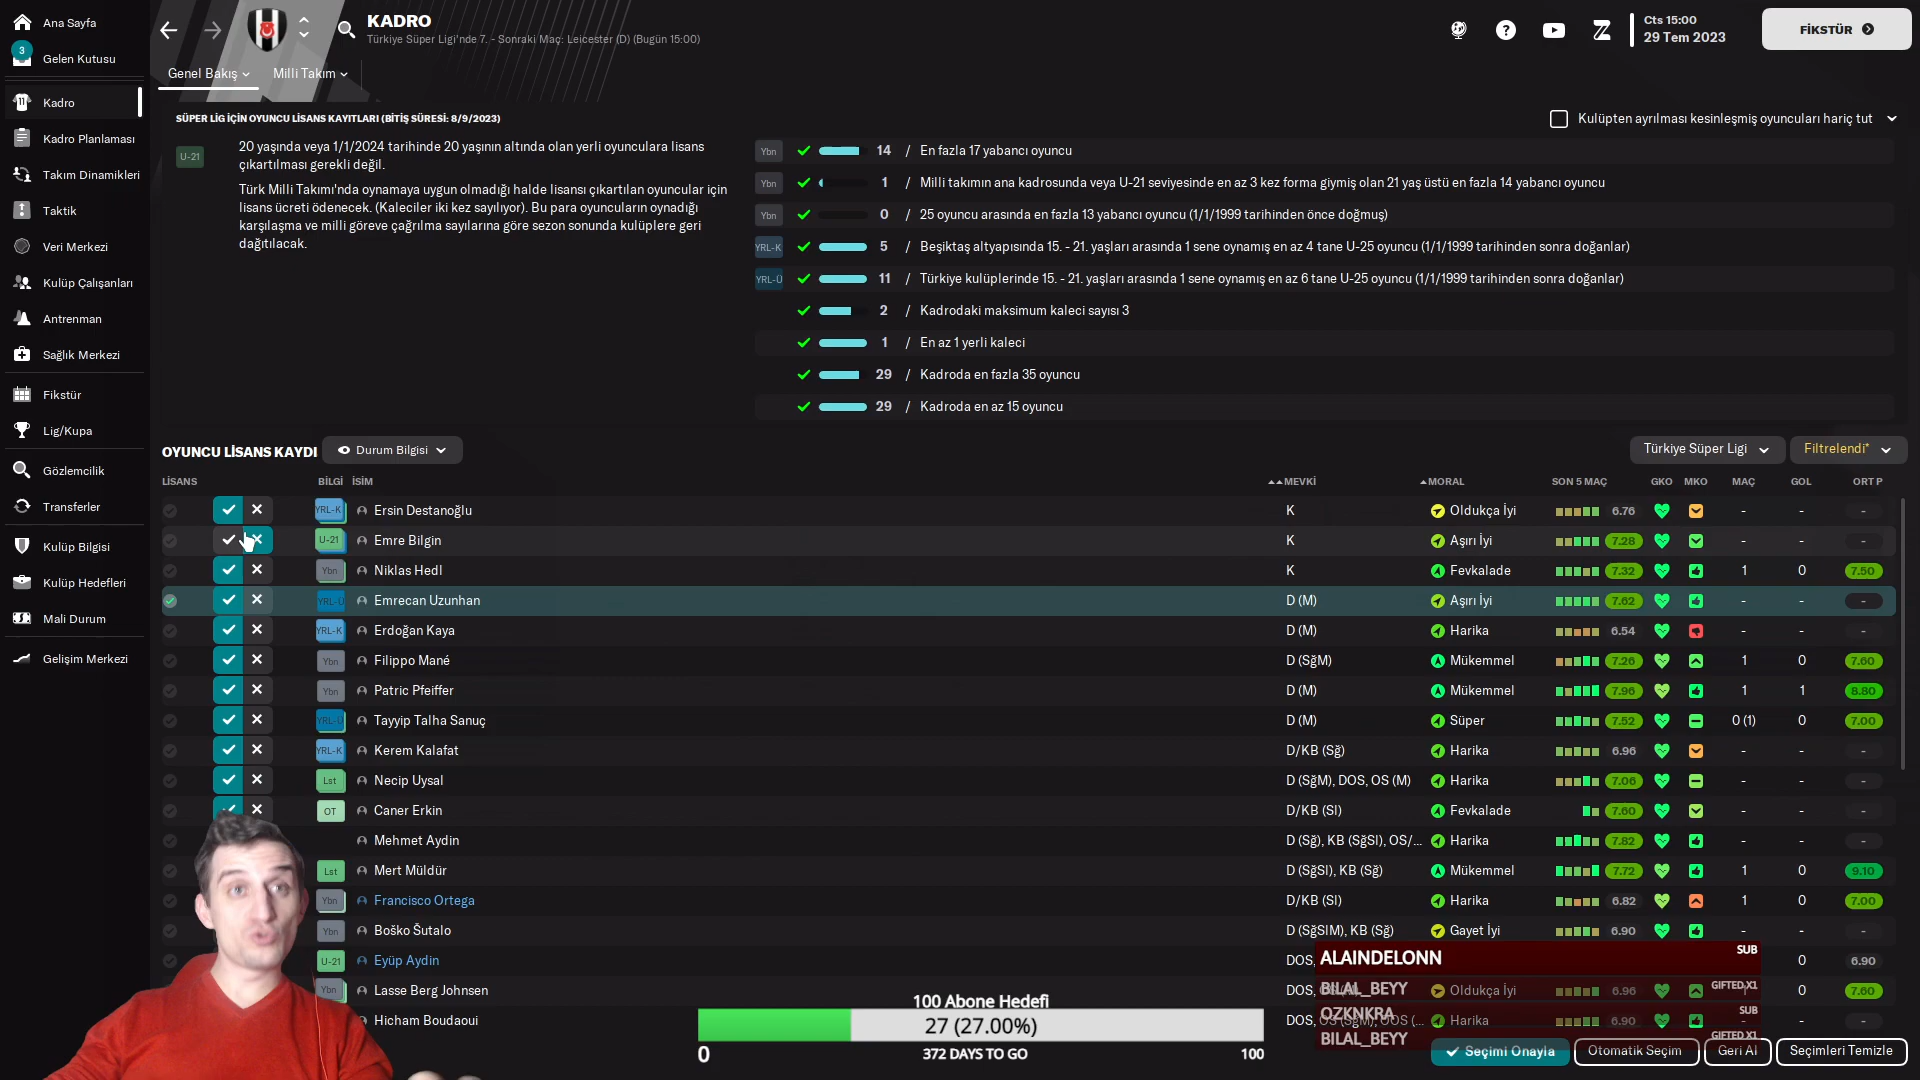 Ana Sayfa
3
Gelen Kutusu
Kadro
Kadro Planlaması
Takım Dinamikleri
Taktik
Veri Merkezi
Kulüp Çalışanları
Antrenman
Sağlık Merkezi
Fikstür
Lig/Kupa
Gözlemcilik
Transferler
Kulüp Bilgisi
Kulüp Hedefleri
Mali Durum
Gelişim Merkezi
KADRO
Türkiye Süper Ligi'nde 7. - Sonraki Maç: Leicester (D) (Bugün 15:00)
Cts 15:00
29 Tem 2023
FİKSTÜR
Genel Bakış
Milli Takım
SÜPER LİG İÇİN OYUNCU LİSANS KAYITLARI (BİTİŞ SÜRESİ: 8/9/2023)
Kulüpten ayrılması kesinleşmiş oyuncuları hariç tut
U-21
20 yaşında veya 1/1/2024 tarihinde 20 yaşının altında olan yerli oyunculara lisans
çıkartılması gerekli değil.
Türk Milli Takımı'nda oynamaya uygun olmadığı halde lisansı çıkartılan oyuncular için
lisans ücreti ödenecek. (Kaleciler iki kez sayılıyor). Bu para oyuncuların oynadığı
karşılaşma ve milli göreve çağrılma sayılarına göre sezon sonunda kulüplere geri
dağıtılacak.
Ybn 14 / En fazla 17 yabancı oyuncu
Ybn 1 / Milli takımın ana kadrosunda veya U-21 seviyesinde en az 3 kez forma giymiş olan 21 yaş üstü en fazla 14 yabancı oyuncu
Ybn 0 / 25 oyuncu arasında en fazla 13 yabancı oyuncu (1/1/1999 tarihinden önce doğmuş)
YRL-K 5 / Beşiktaş altyapısında 15. - 21. yaşları arasında 1 sene oynamış en az 4 tane U-25 oyuncu (1/1/1999 tarihinden sonra doğanlar)
YRL-Ü 11 / Türkiye kulüplerinde 15. - 21. yaşları arasında 1 sene oynamış en az 6 tane U-25 oyuncu (1/1/1999 tarihinden sonra doğanlar)
2 / Kadrodaki maksimum kaleci sayısı 3
1 / En az 1 yerli kaleci
29 / Kadroda en fazla 35 oyuncu
29 / Kadroda en az 15 oyuncu
OYUNCU LİSANS KAYDI
Durum Bilgisi
Türkiye Süper Ligi
Filtrelendi*
LİSANS BİLGİ İSİM MEVKİ MORAL SON 5 MAÇ GKO MKO MAÇ GOL ORT P
YRL-K Ersin Destanoğlu K Oldukça İyi 6.76 - - -
U-21 Emre Bilgin K Aşırı İyi 7.28 - - -
Ybn Niklas Hedl K Fevkalade 7.32 1 0 7.50
YRL-Ü Emrecan Uzunhan D (M) Aşırı İyi 7.62 - - -
YRL-K Erdoğan Kaya D (M) Harika 6.54 - - -
Ybn Filippo Mané D (SğM) Mükemmel 7.26 1 0 7.60
Ybn Patric Pfeiffer D (M) Mükemmel 7.96 1 1 8.80
YRL-Ü Tayyip Talha Sanuç D (M) Süper 7.52 0 (1) 0 7.00
YRL-K Kerem Kalafat D/KB (Sğ) Harika 6.96 - - -
Lst Necip Uysal D (SğM), DOS, OS (M) Harika 7.06 - - -
OT Caner Erkin D/KB (Sl) Fevkalade 7.60 - - -
Mehmet Aydin D (Sğ), KB (SğSl), OS/... Harika 7.82 - - -
Lst Mert Müldür D (SğSl), KB (Sğ) Mükemmel 7.72 1 0 9.10
Ybn Francisco Ortega D/KB (Sl) Harika 6.82 1 0 7.00
Ybn Boško Šutalo D (SğSlM), KB (Sğ) Gayet İyi 6.90 - - -
U-21 Eyüp Aydin DOS, 0 6.90
Ybn Lasse Berg Johnsen DOS, Oldukça İyi 6.96 0 7.60
Hicham Boudaoui DOS, Harika 6.90 - - -
ALAINDELONN SUB
BILAL_BEYY GIFTED X1
OZKNKRA SUB
BILAL_BEYY GIFTED X1
100 Abone Hedefi
27 (27.00%)
0 372 DAYS TO GO 100
Seçimi Onayla
Otomatik Seçim
Geri Al
Seçimleri Temizle